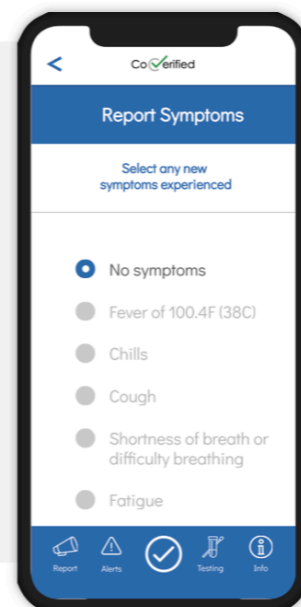 CoVerified
Report Symptoms
Select any new
symptoms experienced
No symptoms
Fever of 100.4F (38C)
Chills
Cough
Shortness of breath or
difficulty breathing
Fatigue
Report Alerts Testing Info